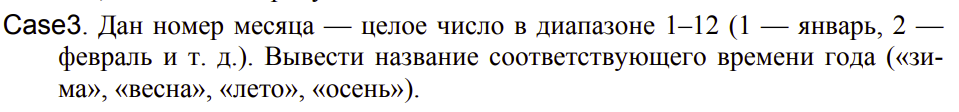 Case3. Дан номер месяца — целое число в диапазоне 1–12 (1 — январь, 2 —
февраль и т. д.). Вывести название соответствующего времени года («зи-
ма», «весна», «лето», «осень»).